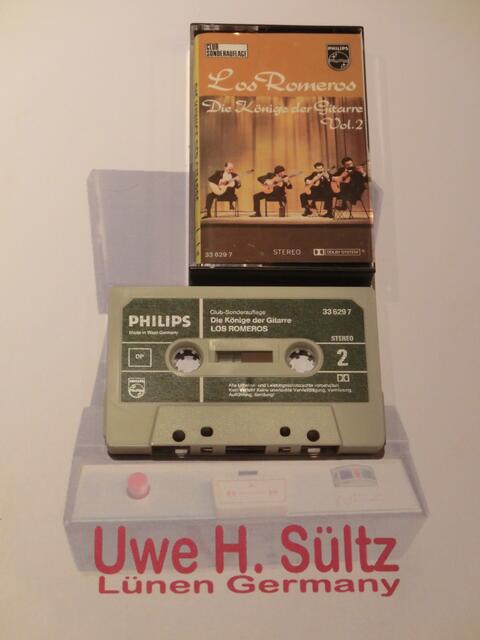 CLUB
SONDERAUFLAGE
PHILIPS
Los Romeros
Die Könige der Gitarre
Vol. 2
33 629 7
STEREO
DOLBY SYSTEM
PHILIPS
Made in West-Germany
Club-Sonderauflage
Die Könige der Gitarre
LOS ROMEROS
33 629 7
STEREO
2
DP
Alle Urheber- und Leistungsschutzrechte vorbehalten
Kein Verleih! Keine unerlaubte Vervielfältigung, Vermietung,
Aufführung, Sendung!
Uwe H. Sültz
Lünen Germany